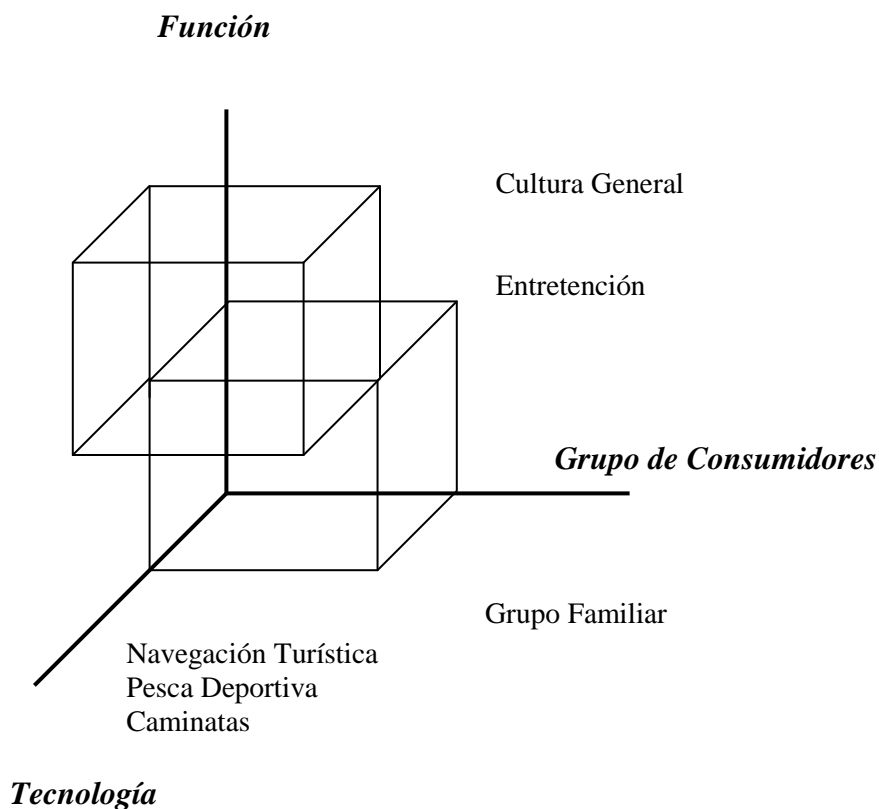 Función
Cultura General
Entretención
Grupo de Consumidores
Grupo Familiar
Navegación Turística
Pesca Deportiva
Caminatas
Tecnología